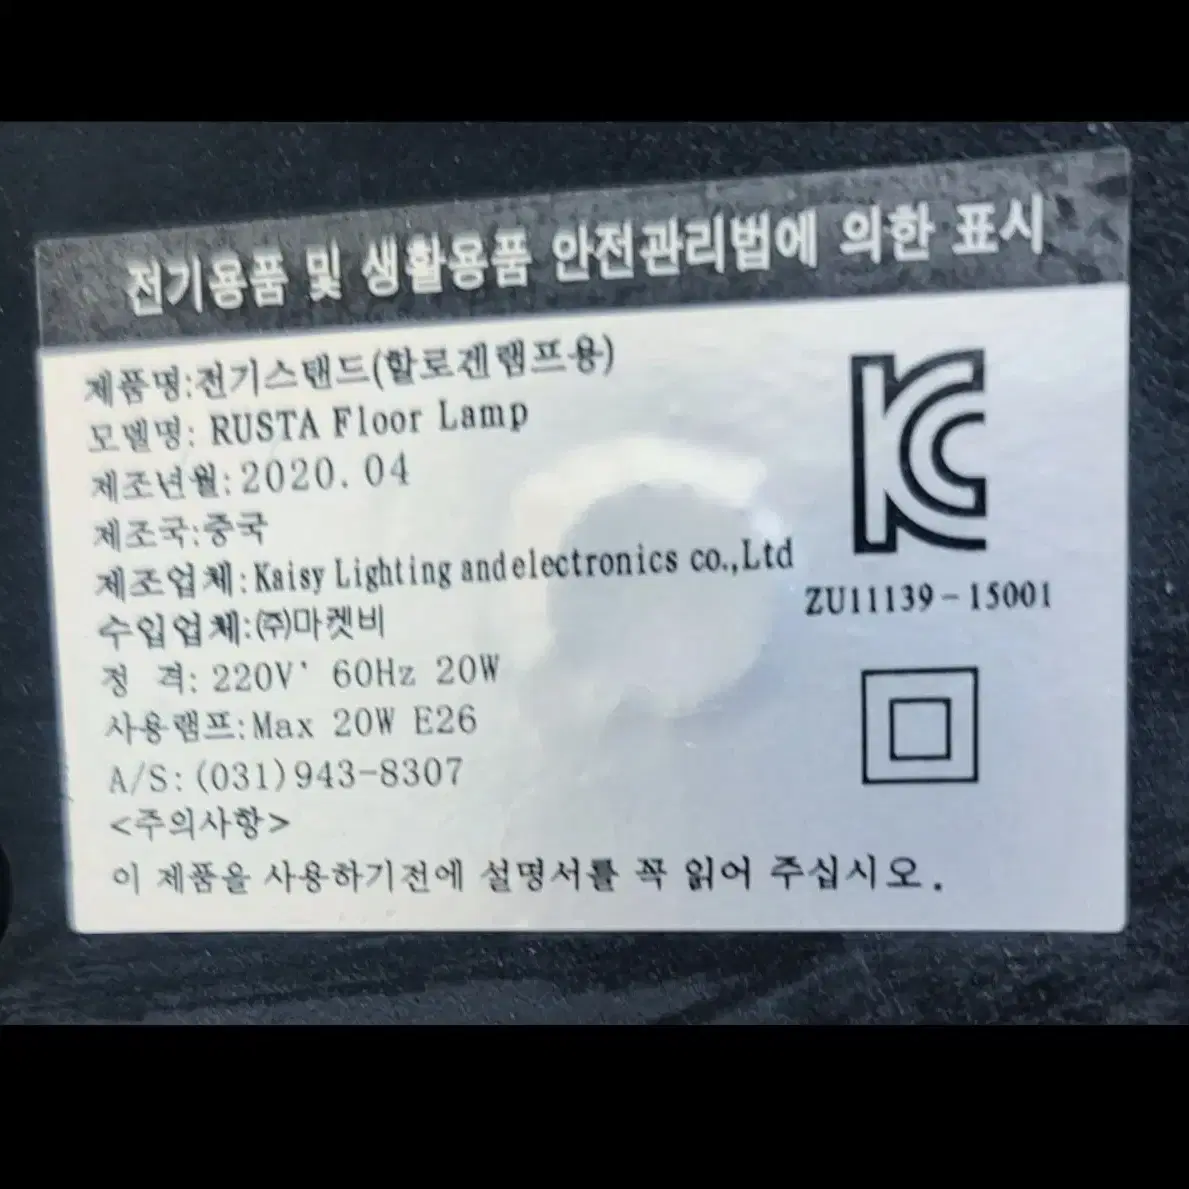 전기용품 및 생활용품 안전관리법에 의한 표시
제품명:전기스탠드(할로겐램프용)
모델명: RUSTA Floor Lamp
제조년월:2020.04
제조국:중국
제조업체:Kaisy Lighting and electronics co.,Ltd
수입업체:㈜마켓비
정 격: 220V' 60Hz 20W
사용램프:Max 20W E26
A/S:(031)943-8307
<주의사항>
이 제품을 사용하기전에 설명서를 꼭 읽어 주십시오.
KC
ZU11139-15001